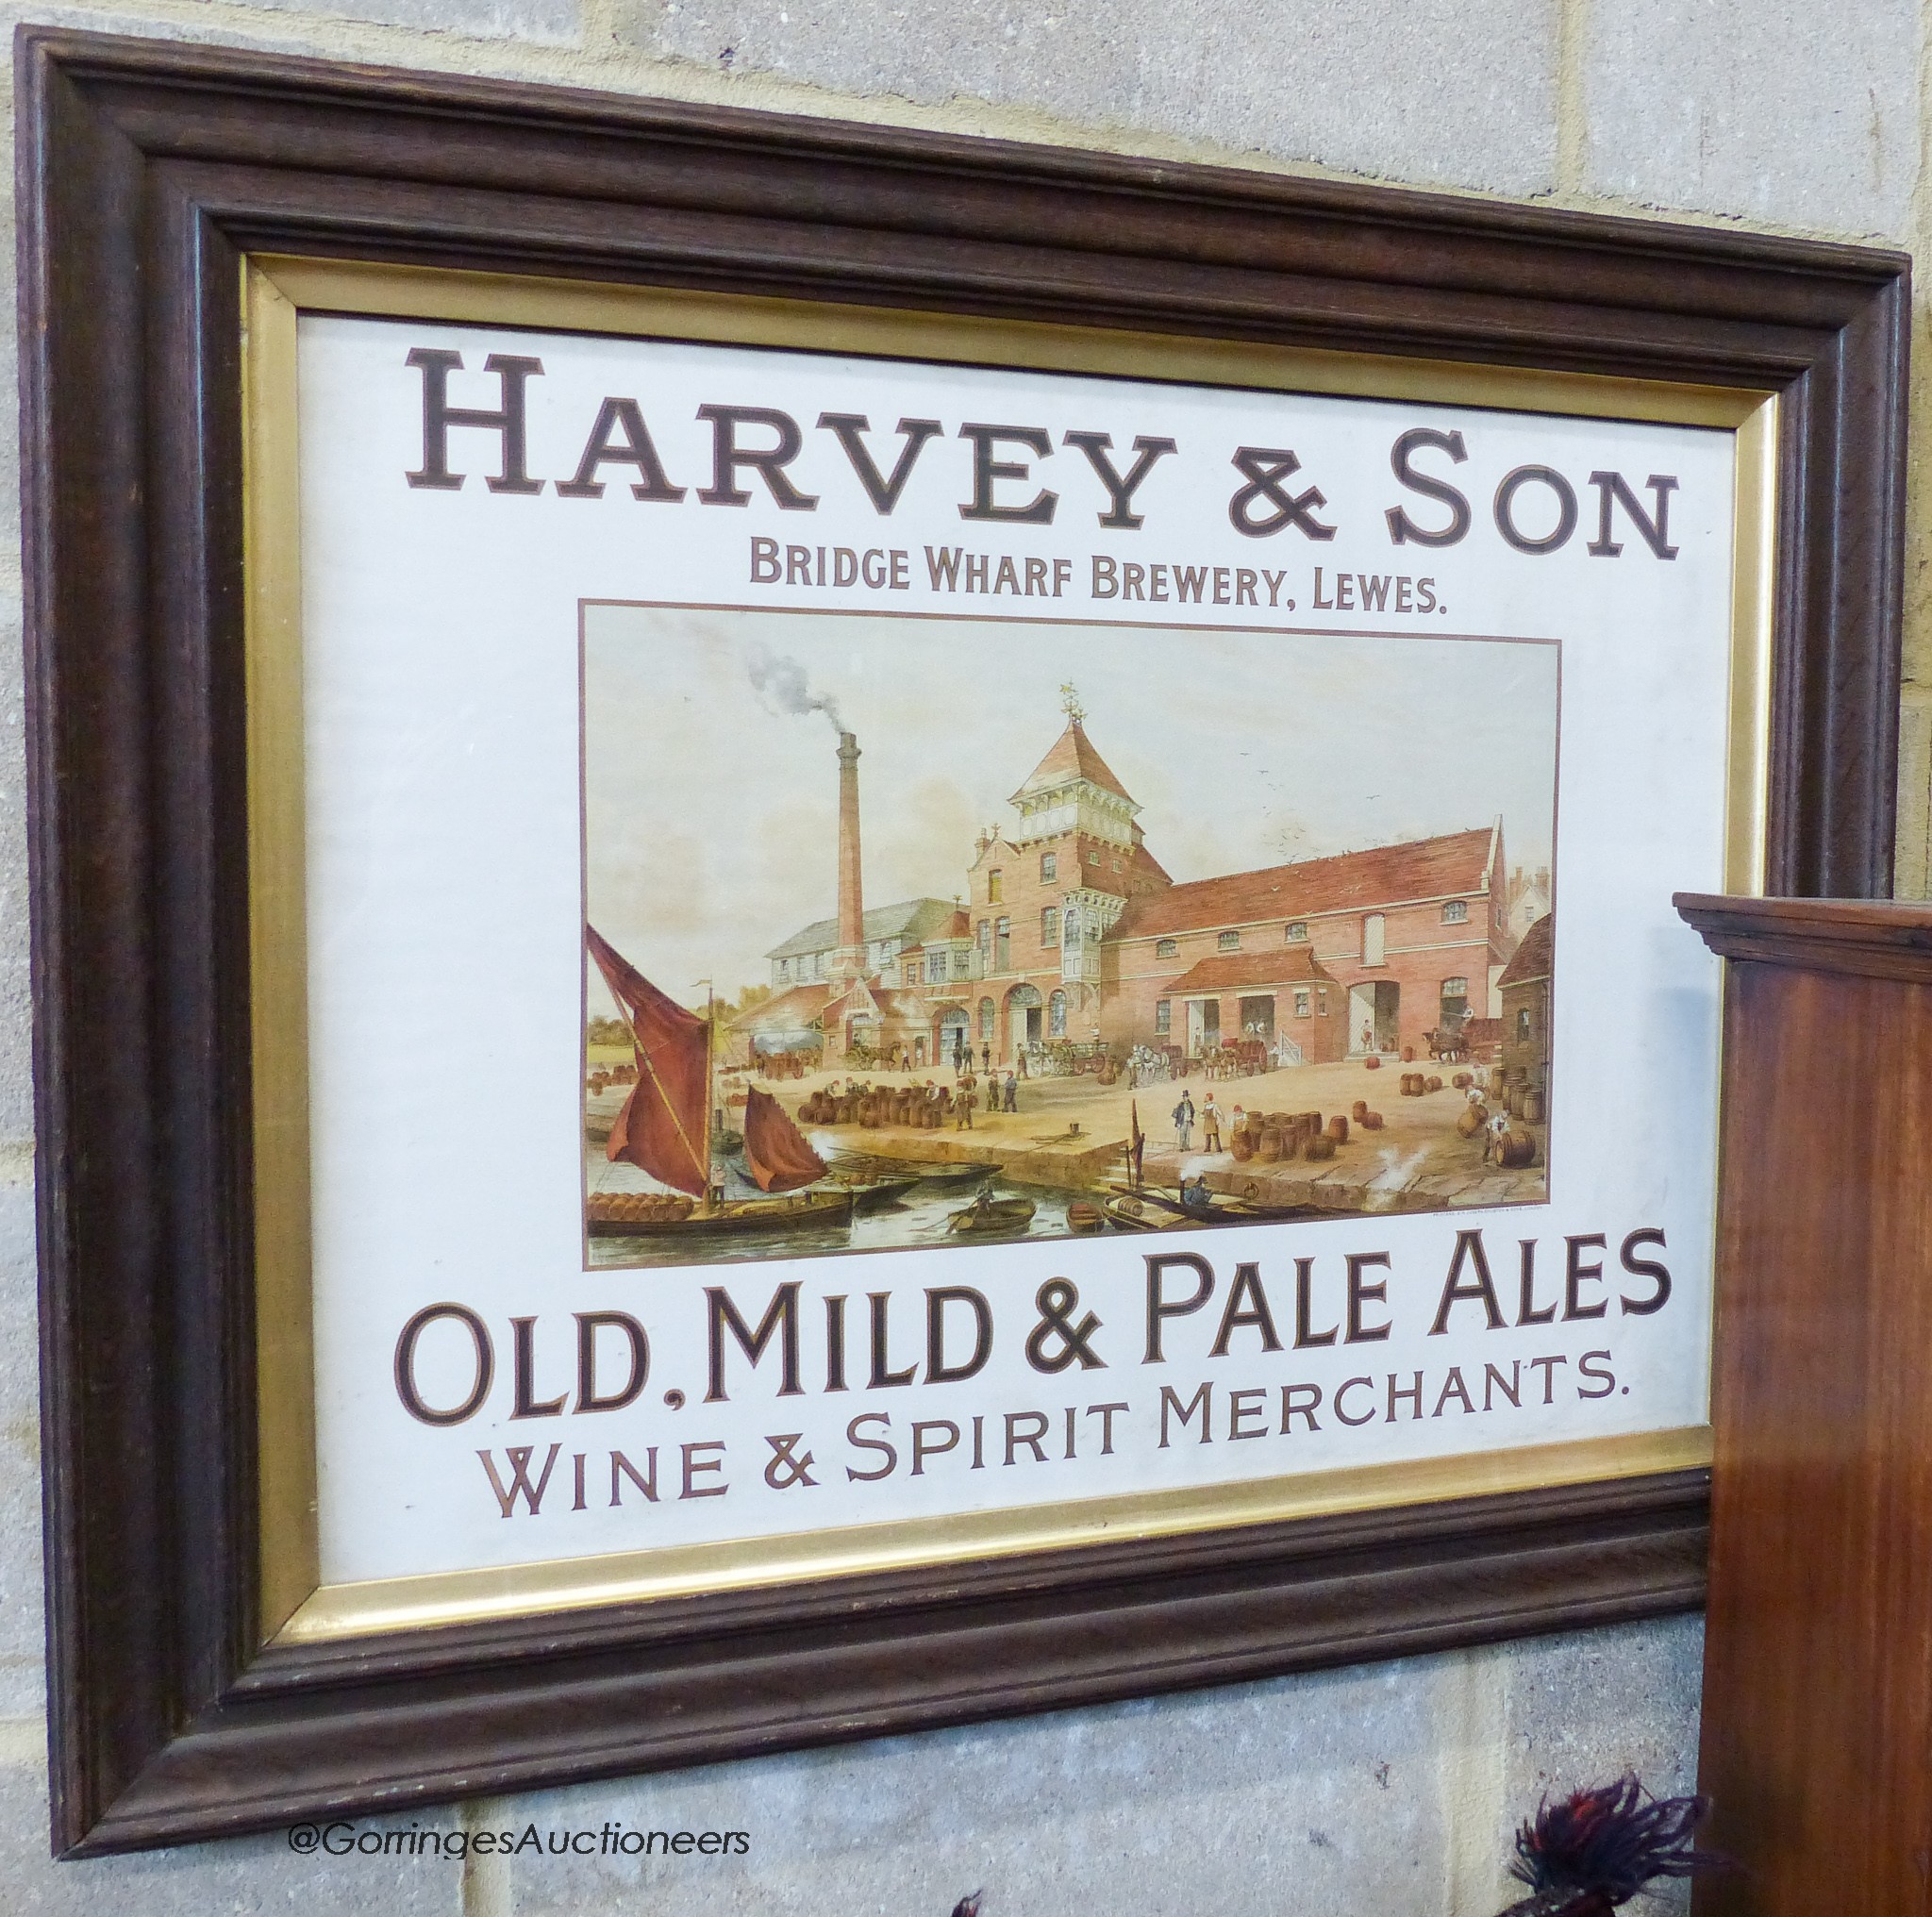 HARVEY & SON
BRIDGE WHARF BREWERY, LEWES.
OLD, MILD & PALE ALES
WINE & SPIRIT MERCHANTS.
@GorringesAuctioneers